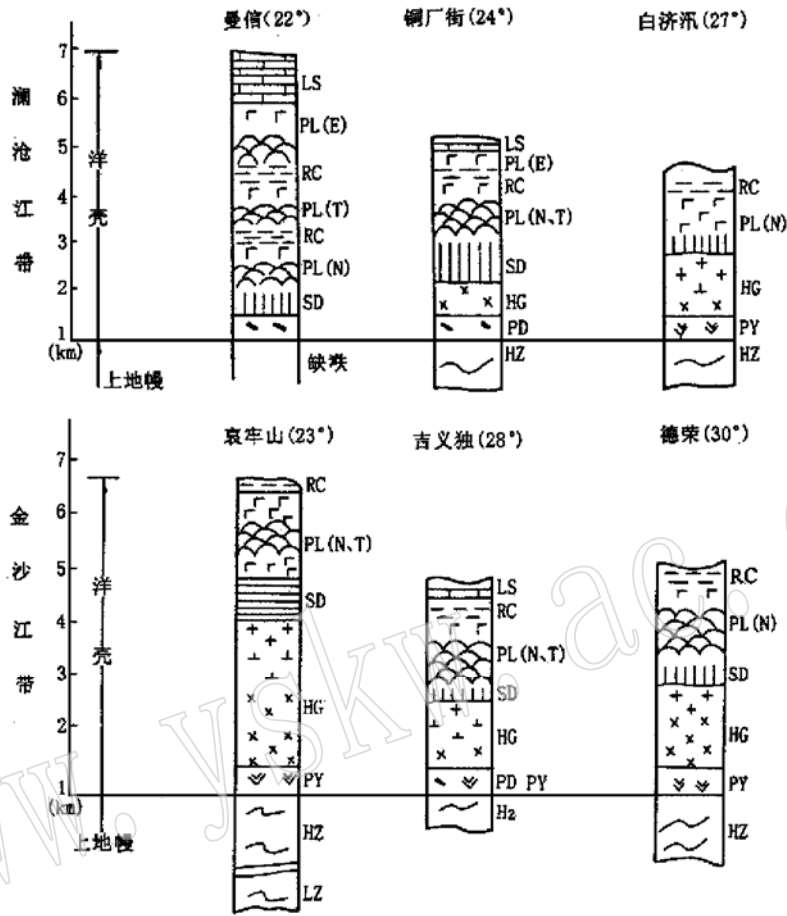 曼信(22°) 铜厂街(24°) 白济汛(27°)
澜沧江带
7
6
5
4
3
2
1
(km)
洋壳
上地幔
LS
PL(E)
RC
PL(T)
RC
PL(N)
SD
缺失
LS
PL(E)
RC
PL(N、T)
SD
HG
PD
HZ
RC
PL(N)
HG
PY
HZ
哀牢山(23°) 吉义独(28°) 德荣(30°)
金沙江带
7
6
5
4
3
2
1
(km)
洋壳
上地幔
RC
PL(N、T)
SD
HG
PY
HZ
LZ
LS
RC
PL(N、T)
SD
HG
PD PY
H₂
RC
PL(N)
SD
HG
PY
HZ
www.yskw.ac.